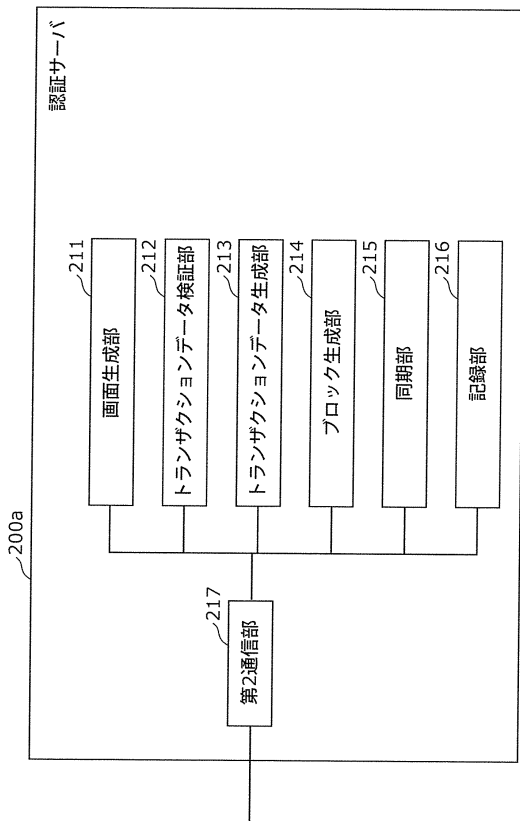 200a
認証サーバ
211
画面生成部
212
トランザクションデータ検証部
213
トランザクションデータ生成部
214
ブロック生成部
215
同期部
216
記録部
217
第2通信部